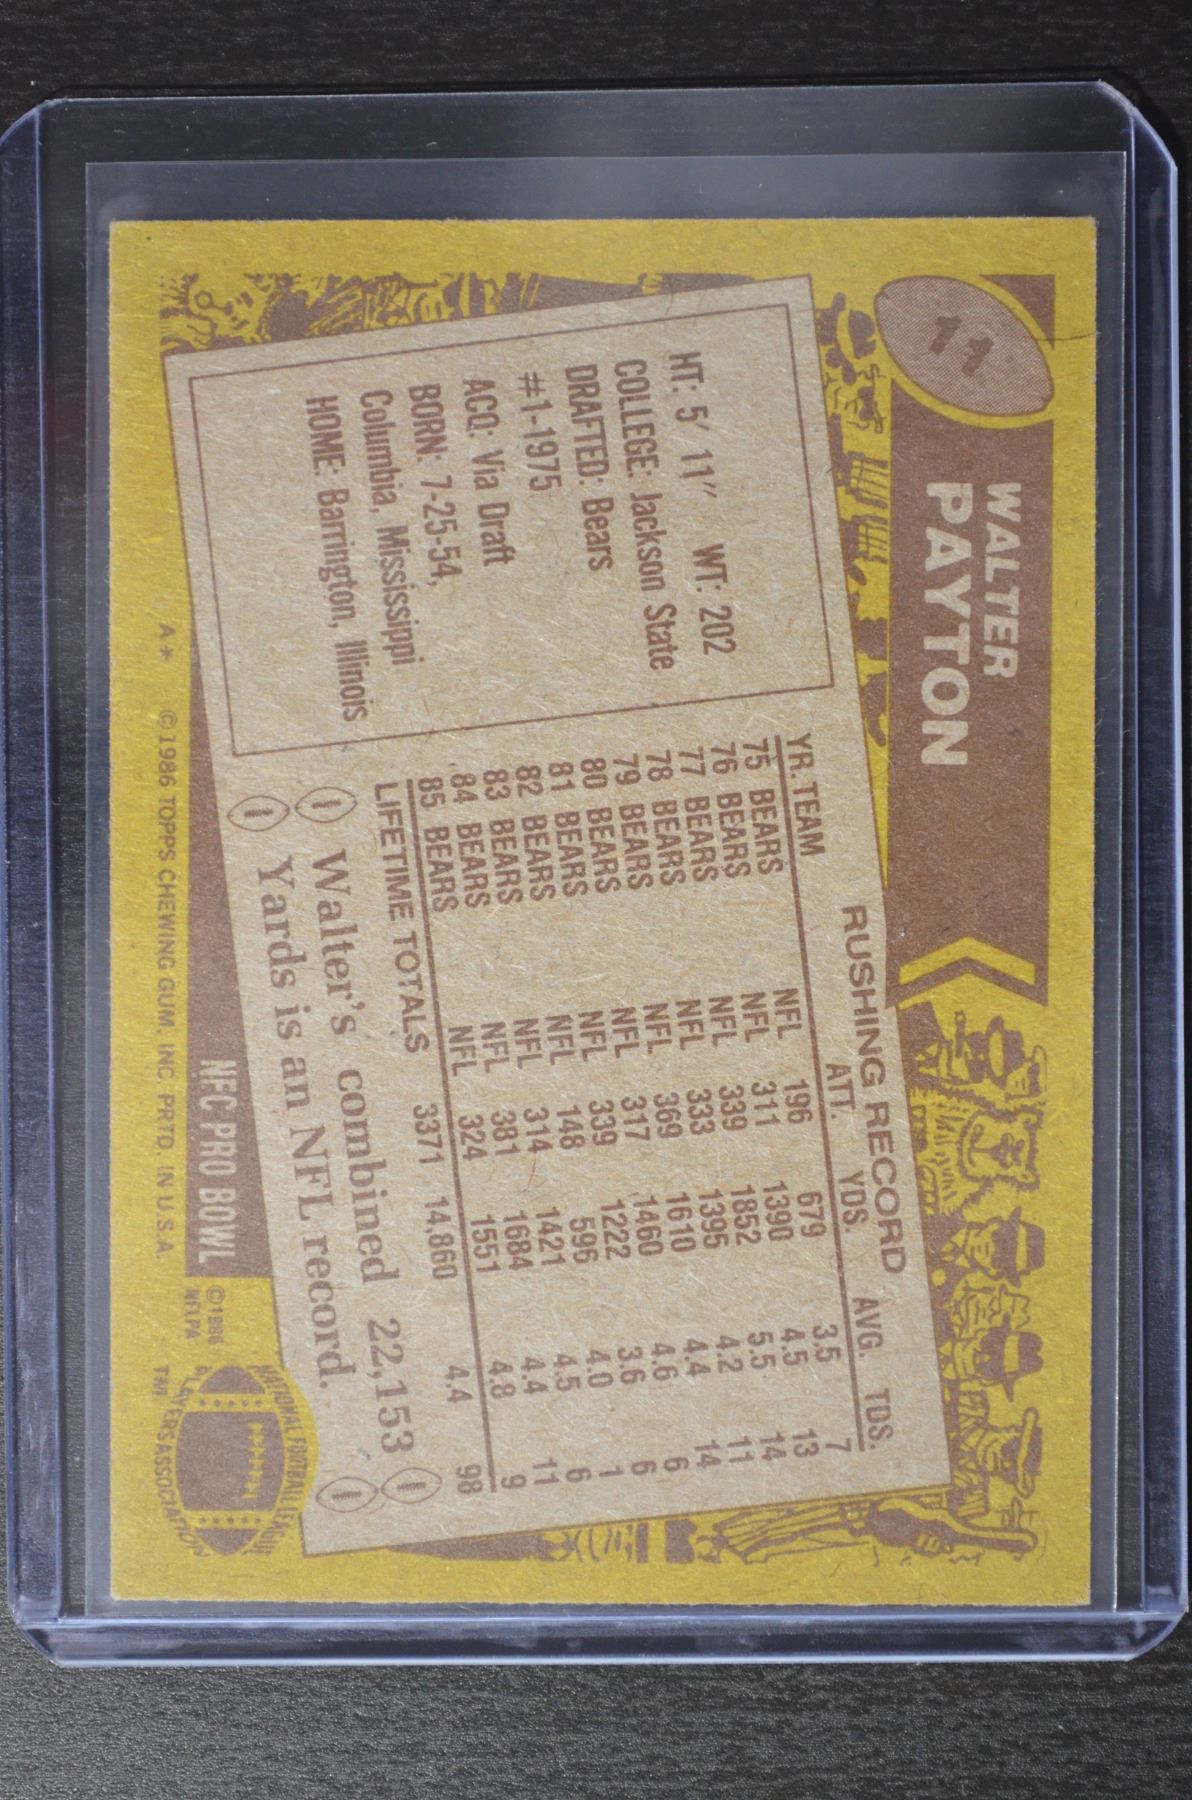 11
WALTER
PAYTON
HT: 5' 11" WT: 202
COLLEGE: Jackson State
DRAFTED: Bears
#1-1975
ACQ: Via Draft
BORN: 7-25-54,
Columbia, Mississippi
HOME: Barrington, Illinois
RUSHING RECORD
YR. TEAM ATT. YDS. AVG. TDS.
75 BEARS NFL 196 679 3.5 7
76 BEARS NFL 311 1390 4.5 13
77 BEARS NFL 339 1852 5.5 14
78 BEARS NFL 333 1395 4.2 11
79 BEARS NFL 369 1610 4.4 14
80 BEARS NFL 317 1460 4.6 6
81 BEARS NFL 339 1222 3.6 6
82 BEARS NFL 148 596 4.0 1
83 BEARS NFL 314 1421 4.5 6
84 BEARS NFL 381 1684 4.4 11
85 BEARS NFL 324 1551 4.8 9
LIFETIME TOTALS 3371 14,860 4.4 98
Walter's combined 22,153
Yards is an NFL record.
NFC PRO BOWL
A* ©1986 TOPPS CHEWING GUM, INC. PRTD. IN U.S.A.
©1986
NFLPA
TM
NATIONAL FOOTBALL LEAGUE
PLAYERS ASSOCIATION